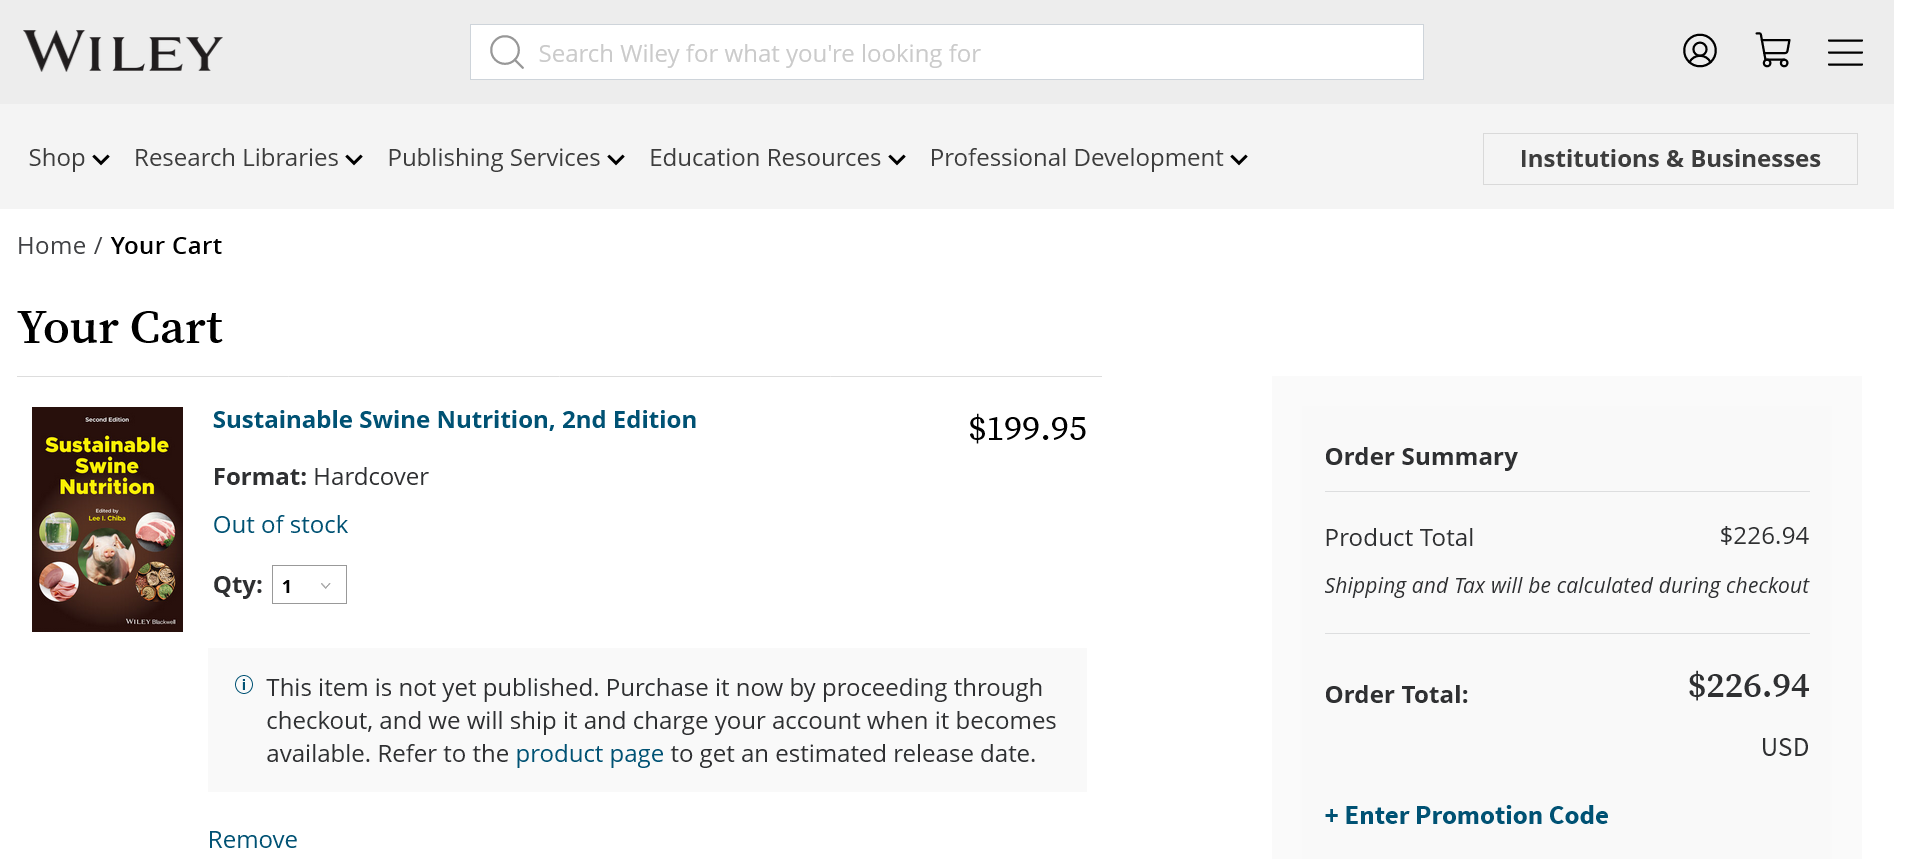 WILEY
Search Wiley for what you're looking for
Shop Research Libraries Publishing Services Education Resources Professional Development Institutions & Businesses
Home / Your Cart
Your Cart
Second Edition
Sustainable
Swine
Nutrition
Edited by
Lee I. Chiba
WILEY Blackwell
Sustainable Swine Nutrition, 2nd Edition
$199.95
Format: Hardcover
Out of stock
Qty: 1
This item is not yet published. Purchase it now by proceeding through
checkout, and we will ship it and charge your account when it becomes
available. Refer to the product page to get an estimated release date.
Remove
Order Summary
Product Total $226.94
Shipping and Tax will be calculated during checkout
Order Total: $226.94
USD
+ Enter Promotion Code